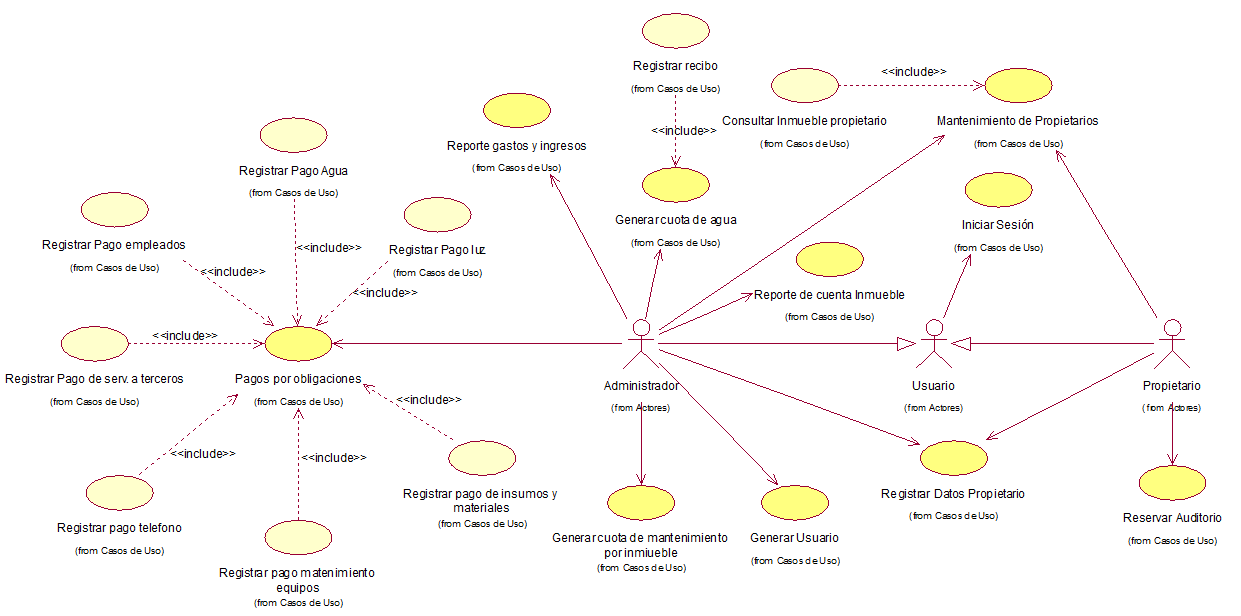 Registrar recibo
(from Casos de Uso)
<<include>>
Consultar Inmueble propietario
(from Casos de Uso)
<<include>>
Mantenimiento de Propietarios
(from Casos de Uso)
Reporte gastos y ingresos
(from Casos de Uso)
Registrar Pago Agua
(from Casos de Uso)
Generar cuota de agua
(from Casos de Uso)
Iniciar Sesión
(from Casos de Uso)
Registrar Pago empleados
(from Casos de Uso)
<<include>>
<<include>>
Registrar Pago luz
(from Casos de Uso)
<<include>>
Reporte de cuenta Inmueble
(from Casos de Uso)
Registrar Pago de serv. a terceros
(from Casos de Uso)
<<include>>
Pagos por obligaciones
(from Casos de Uso)
Administrador
(from Actores)
Usuario
(from Actores)
Propietario
(from Actores)
<<include>>
<<include>>
<<include>>
Registrar pago telefono
(from Casos de Uso)
Registrar pago matenimiento
equipos
(from Casos de Uso)
Registrar pago de insumos y
materiales
(from Casos de Uso)
Generar cuota de mantenimiento
por inmiueble
(from Casos de Uso)
Generar Usuario
(from Casos de Uso)
Registrar Datos Propietario
(from Casos de Uso)
Reservar Auditorio
(from Casos de Uso)